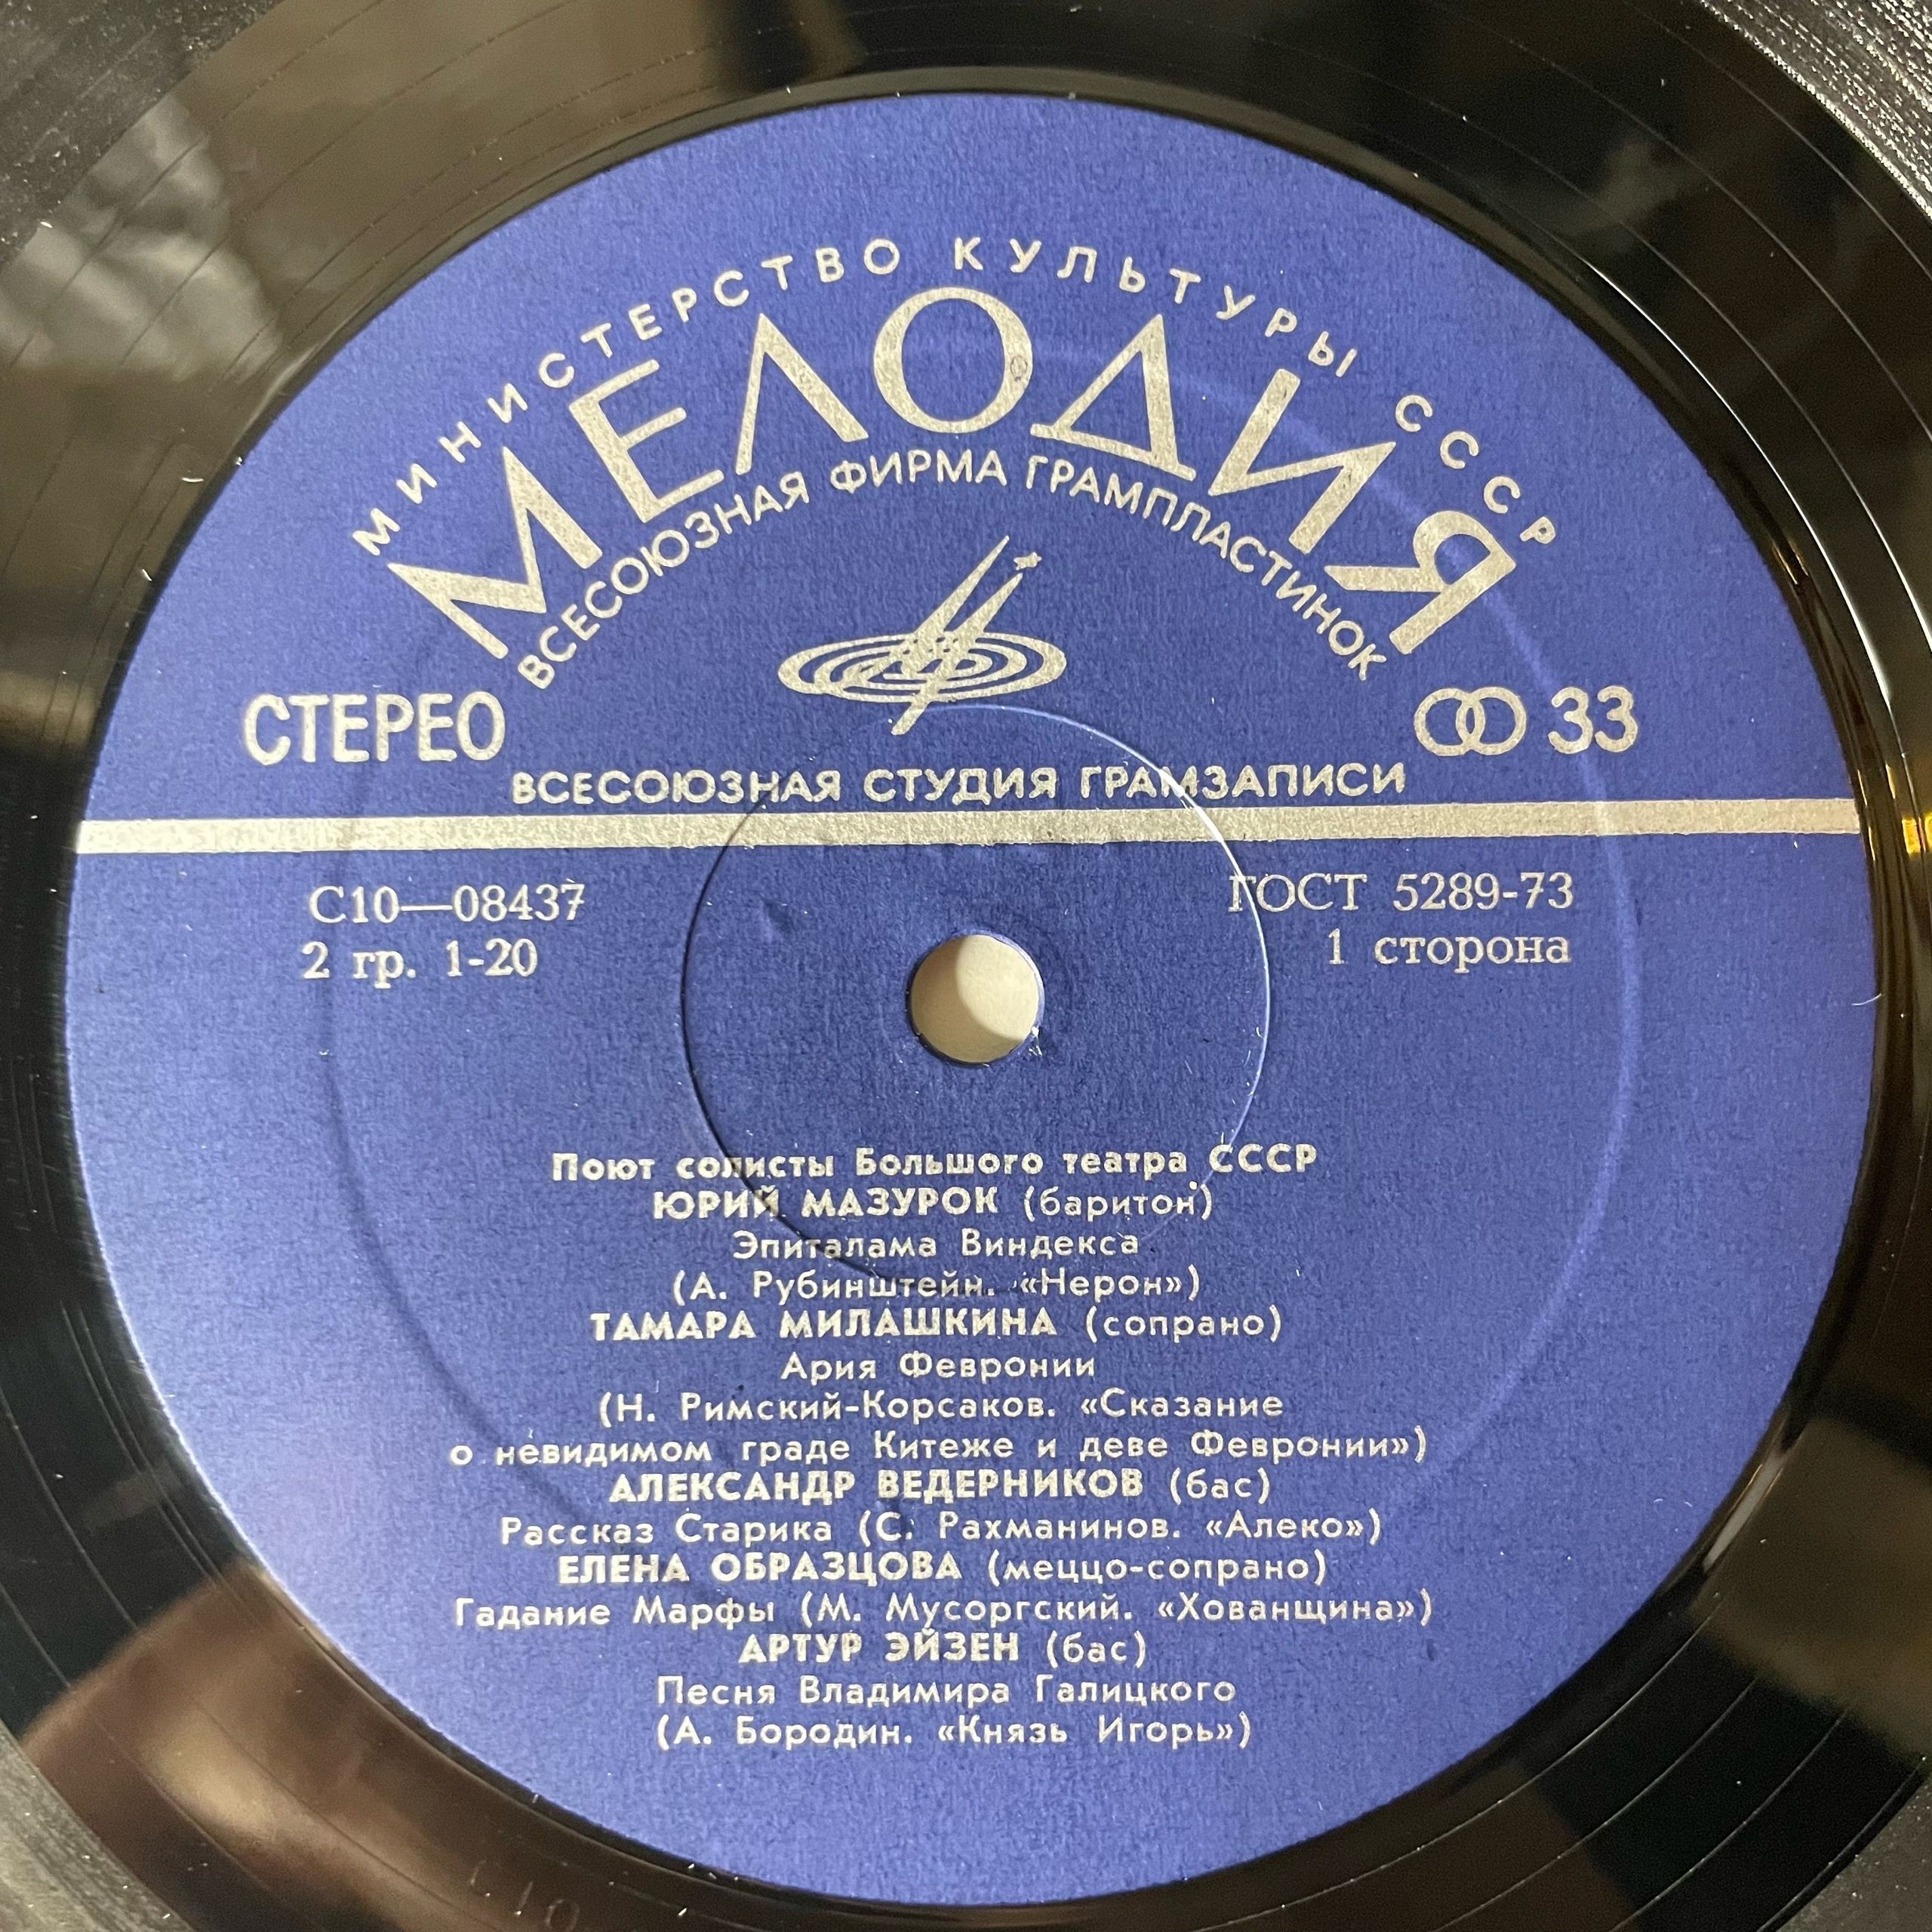 МИНИСТЕРСТВО КУЛЬТУРЫ СССР
МЕЛОДИЯ
ВСЕСОЮЗНАЯ ФИРМА ГРАМПЛАСТИНОК
СТЕРЕО
33
ВСЕСОЮЗНАЯ СТУДИЯ ГРАМЗАПИСИ
С10—08437
ГОСТ 5289-73
2 гр. 1-20
1 сторона
Поют солисты Большого театра СССР
ЮРИЙ МАЗУРОК (баритон)
Эпиталама Виндекса
(А. Рубинштейн. «Нерон»)
ТАМАРА МИЛАШКИНА (сопрано)
Ария Февронии
(Н. Римский-Корсаков. «Сказание
о невидимом граде Китеже и деве Февронии»)
АЛЕКСАНДР ВЕДЕРНИКОВ (бас)
Рассказ Старика (С. Рахманинов. «Алеко»)
ЕЛЕНА ОБРАЗЦОВА (меццо-сопрано)
Гадание Марфы (М. Мусоргский. «Хованщина»)
АРТУР ЭЙЗЕН (бас)
Песня Владимира Галицкого
(А. Бородин. «Князь Игорь»)